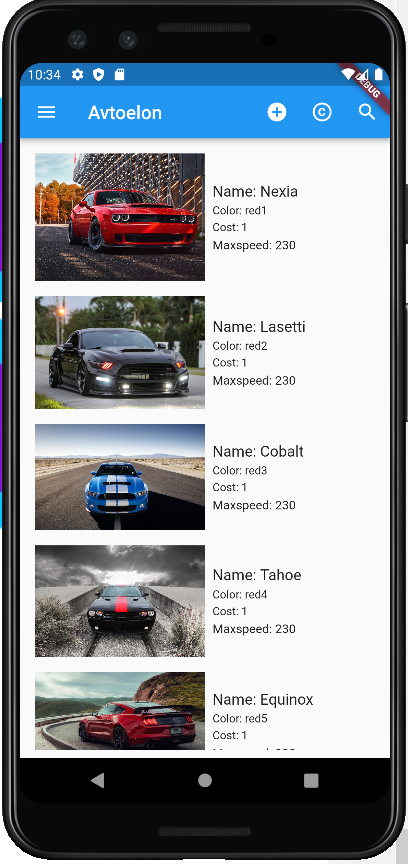 10:34
DEBUG
Avtoelon
Name: Nexia
Color: red1
Cost: 1
Maxspeed: 230
Name: Lasetti
Color: red2
Cost: 1
Maxspeed: 230
Name: Cobalt
Color: red3
Cost: 1
Maxspeed: 230
Name: Tahoe
Color: red4
Cost: 1
Maxspeed: 230
Name: Equinox
Color: red5
Cost: 1